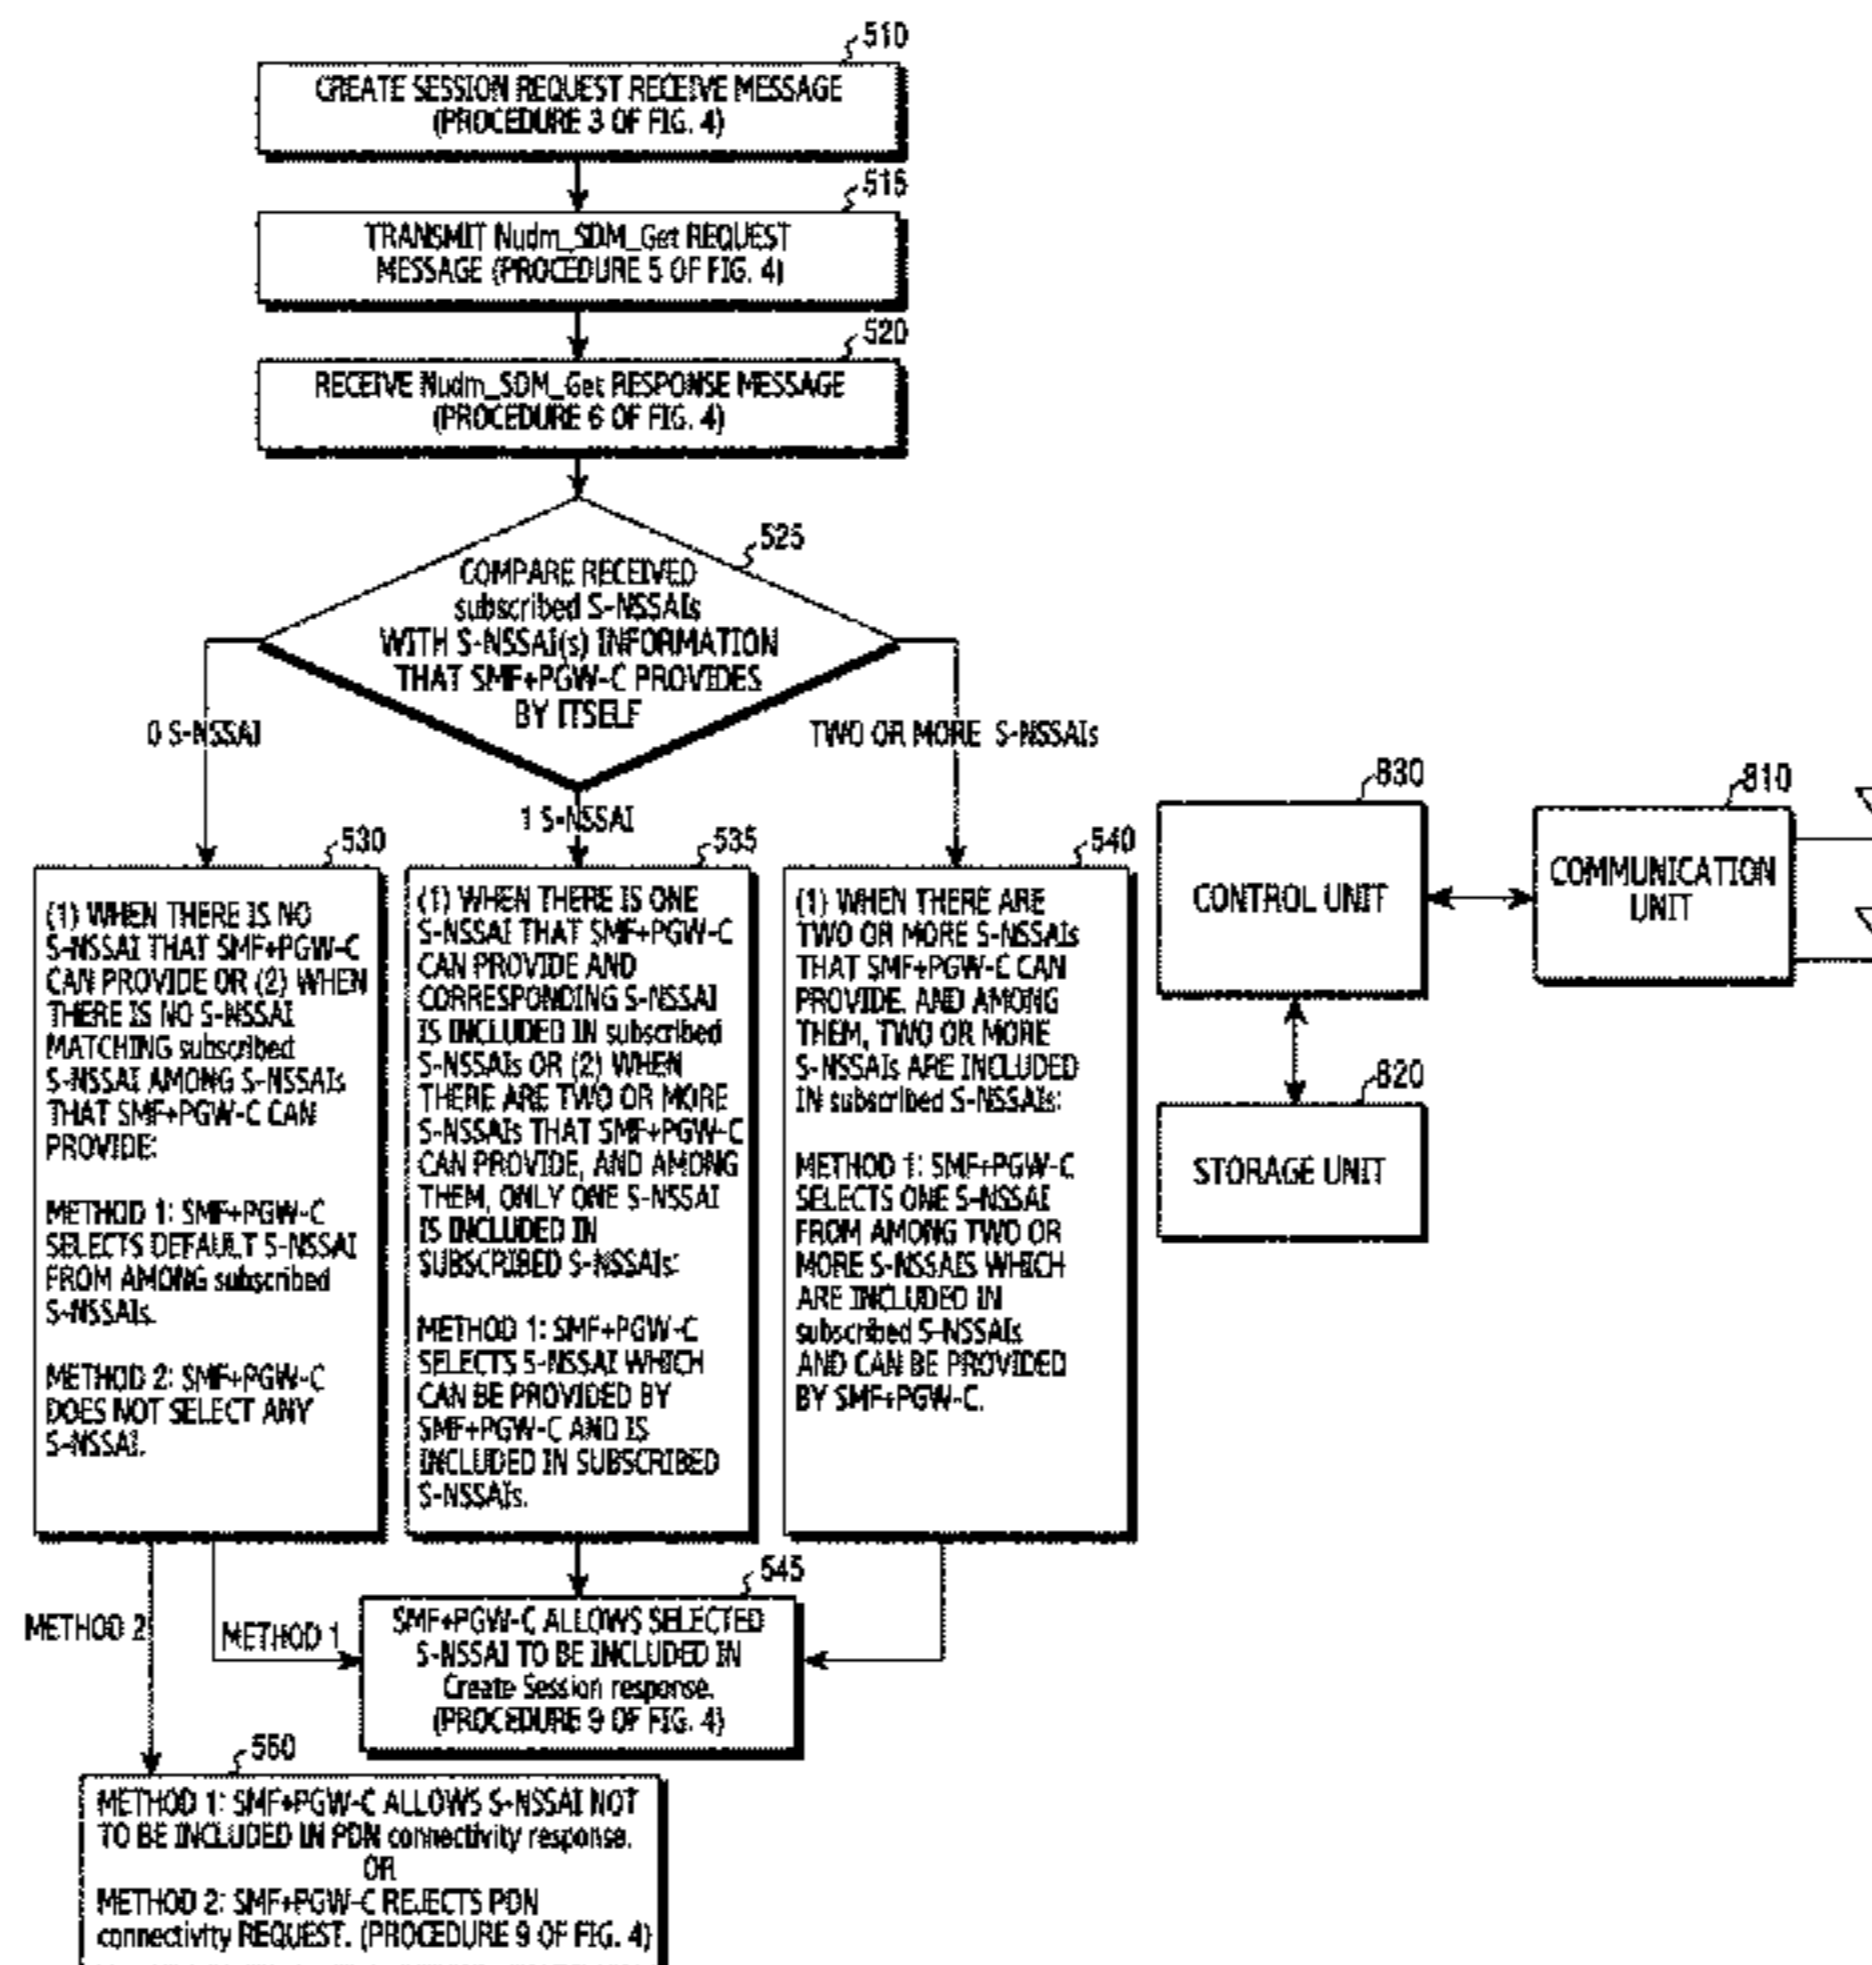 510
CREATE SESSION REQUEST RECEIVE MESSAGE
(PROCEDURE 3 OF FIG. 4)
515
TRANSMIT Nudm_SDM_Get REQUEST
MESSAGE (PROCEDURE 5 OF FIG. 4)
520
RECEIVE Nudm_SDM_Get RESPONSE MESSAGE
(PROCEDURE 6 OF FIG. 4)
525
COMPARE RECEIVED
subscribed S-NSSAIs
WITH S-NSSAI(s) INFORMATION
THAT SMF+PGW-C PROVIDES
BY ITSELF
0 S-NSSAI
1 S-NSSAI
TWO OR MORE S-NSSAIs
530
(1) WHEN THERE IS NO
S-NSSAI THAT SMF+PGW-C
CAN PROVIDE OR (2) WHEN
THERE IS NO S-NSSAI
MATCHING subscribed
S-NSSAI AMONG S-NSSAIs
THAT SMF+PGW-C CAN
PROVIDE:
METHOD 1: SMF+PGW-C
SELECTS DEFAULT S-NSSAI
FROM AMONG subscribed
S-NSSAIs.
METHOD 2: SMF+PGW-C
DOES NOT SELECT ANY
S-NSSAI.
535
(1) WHEN THERE IS ONE
S-NSSAI THAT SMF+PGW-C
CAN PROVIDE AND
CORRESPONDING S-NSSAI
IS INCLUDED IN subscribed
S-NSSAIs OR (2) WHEN
THERE ARE TWO OR MORE
S-NSSAIs THAT SMF+PGW-C
CAN PROVIDE, AND AMONG
THEM, ONLY ONE S-NSSAI
IS INCLUDED IN
SUBSCRIBED S-NSSAIs:
METHOD 1: SMF+PGW-C
SELECTS S-NSSAI WHICH
CAN BE PROVIDED BY
SMF+PGW-C AND IS
INCLUDED IN SUBSCRIBED
S-NSSAIs.
540
(1) WHEN THERE ARE
TWO OR MORE S-NSSAIs
THAT SMF+PGW-C CAN
PROVIDE, AND AMONG
THEM, TWO OR MORE
S-NSSAIs ARE INCLUDED
IN subscribed S-NSSAIs:
METHOD 1: SMF+PGW-C
SELECTS ONE S-NSSAI
FROM AMONG TWO OR
MORE S-NSSAIS WHICH
ARE INCLUDED IN
subscribed S-NSSAIs
AND CAN BE PROVIDED
BY SMF+PGW-C.
METHOD 2
METHOD 1
545
SMF+PGW-C ALLOWS SELECTED
S-NSSAI TO BE INCLUDED IN
Create Session response.
(PROCEDURE 9 OF FIG. 4)
550
METHOD 1: SMF+PGW-C ALLOWS S-NSSAI NOT
TO BE INCLUDED IN PDN connectivity response.
OR
METHOD 2: SMF+PGW-C REJECTS PDN
connectivity REQUEST. (PROCEDURE 9 OF FIG. 4)
830
CONTROL UNIT
810
COMMUNICATION
UNIT
820
STORAGE UNIT